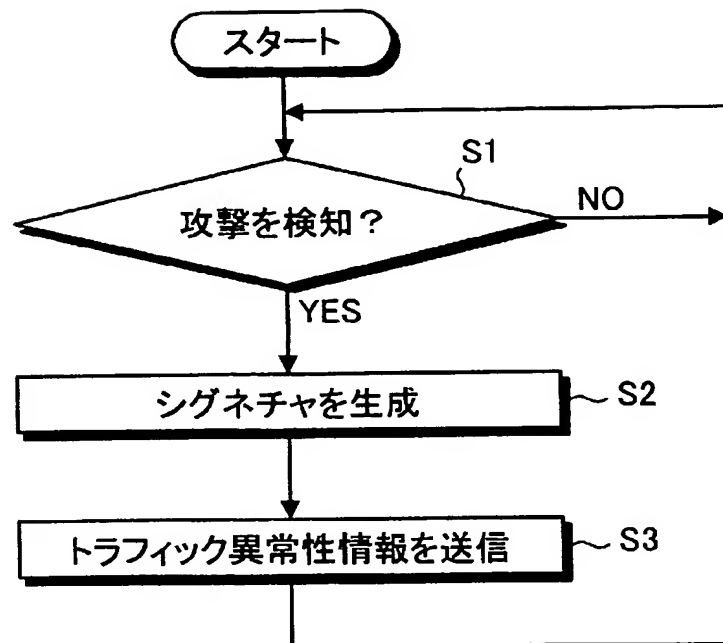 スタート
S1
攻撃を検知?
NO
YES
シグネチャを生成
S2
トラフィック異常性情報を送信
S3